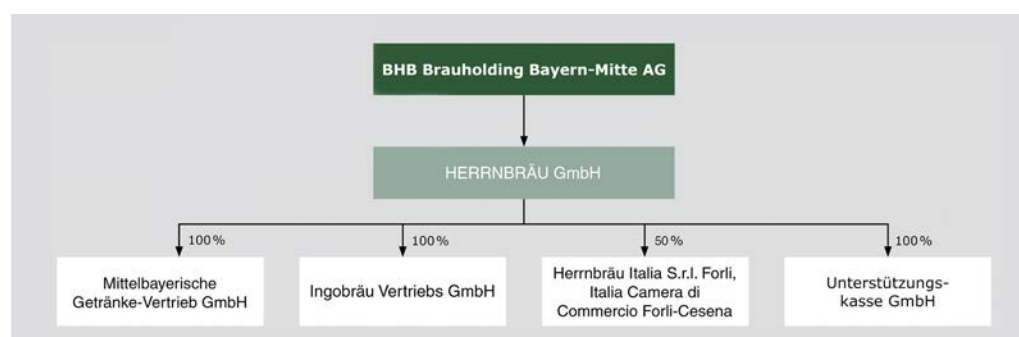 BHB Brauholding Bayern-Mitte AG
HERRNBRÄU GmbH
100%
100%
50%
100%
Mittelbayerische
Getränke-Vertrieb GmbH
Ingobräu Vertriebs GmbH
Herrnbräu Italia S.r.l. Forli,
Italia Camera di
Commercio Forli-Cesena
Unterstützungs-
kasse GmbH